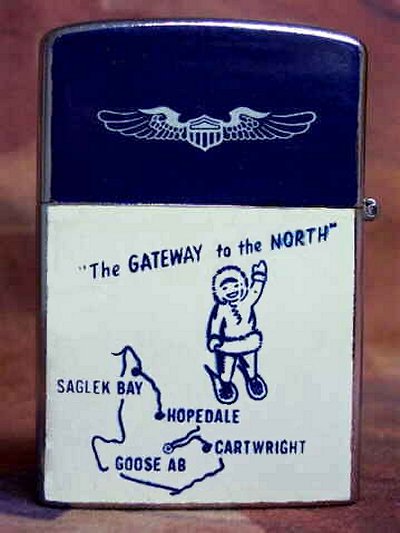 "The GATEWAY to the NORTH"
SAGLEK BAY
HOPEDALE
CARTWRIGHT
GOOSE AB